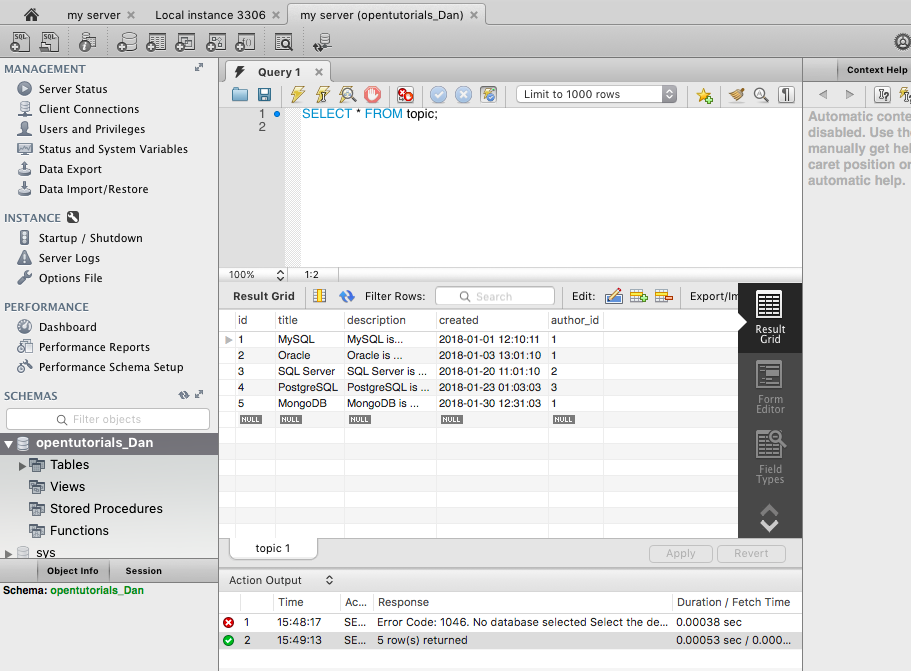 my server
Local instance 3306
my server (opentutorials_Dan)
MANAGEMENT
Server Status
Client Connections
Users and Privileges
Status and System Variables
Data Export
Data Import/Restore
INSTANCE
Startup / Shutdown
Server Logs
Options File
PERFORMANCE
Dashboard
Performance Reports
Performance Schema Setup
SCHEMAS
Filter objects
opentutorials_Dan
Tables
Views
Stored Procedures
Functions
sys
Object Info Session
Schema: opentutorials_Dan
Query 1
Limit to 1000 rows
1 SELECT * FROM topic;
2
100% 1:2
Result Grid Filter Rows: Search Edit: Export/Im
id title description created author_id
1 MySQL MySQL is... 2018-01-01 12:10:11 1
2 Oracle Oracle is ... 2018-01-03 13:01:10 1
3 SQL Server SQL Server is ... 2018-01-20 11:01:10 2
4 PostgreSQL PostgreSQL is ... 2018-01-23 01:03:03 3
5 MongoDB MongoDB is ... 2018-01-30 12:31:03 1
NULL NULL NULL NULL NULL
Result
Grid
Form
Editor
Field
Types
topic 1
Apply Revert
Action Output
Time Ac... Response Duration / Fetch Time
1 15:48:17 SE... Error Code: 1046. No database selected Select the de... 0.00038 sec
2 15:49:13 SE... 5 row(s) returned 0.00053 sec / 0.000...
Context Help
Automatic conte
disabled. Use the
manually get hel
caret position or
automatic help.